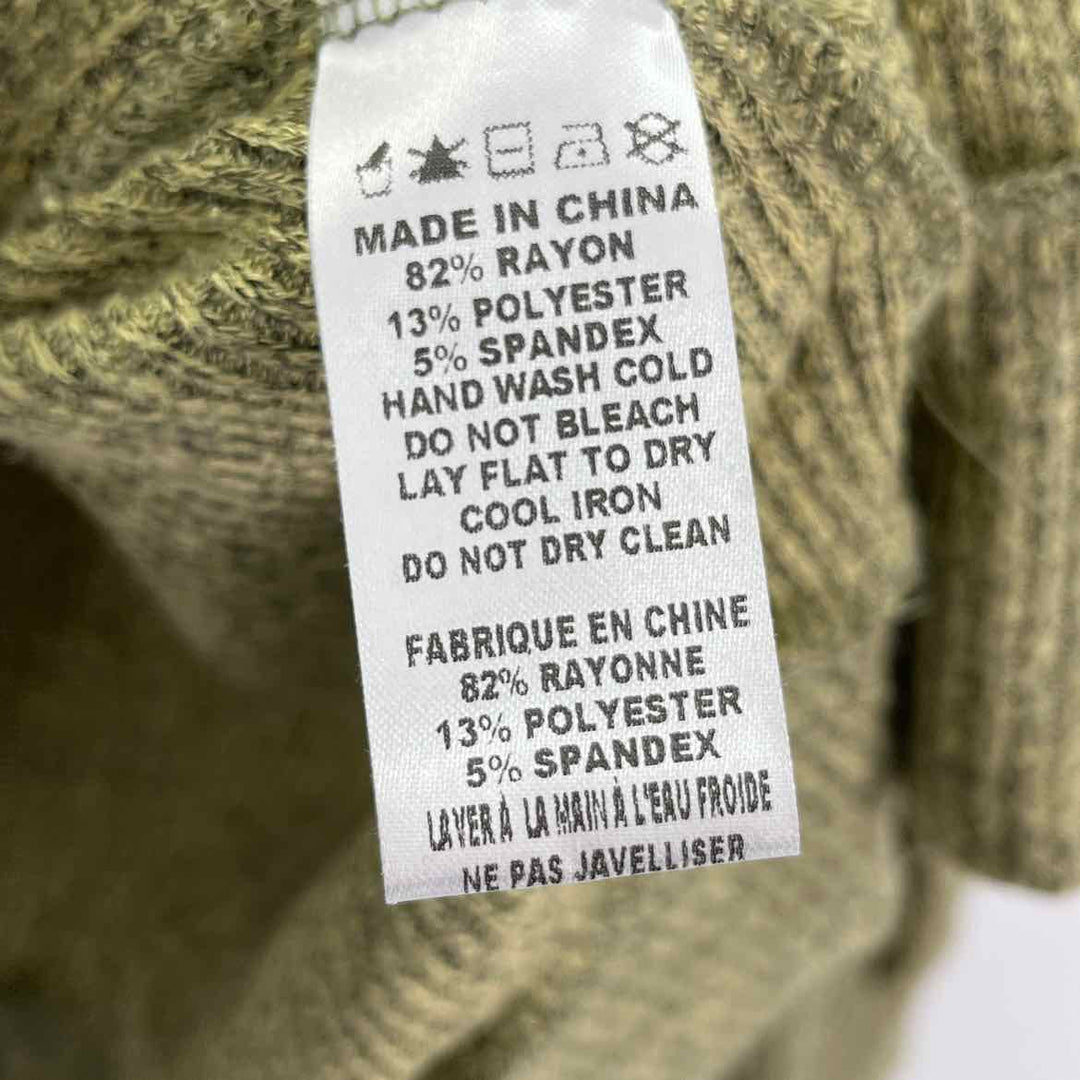 MADE IN CHINA
82% RAYON
13% POLYESTER
5% SPANDEX
HAND WASH COLD
DO NOT BLEACH
LAY FLAT TO DRY
COOL IRON
DO NOT DRY CLEAN
FABRIQUE EN CHINE
82% RAYONNE
13% POLYESTER
5% SPANDEX
LAVER À LA MAIN À L'EAU FROIDE
NE PAS JAVELLISER